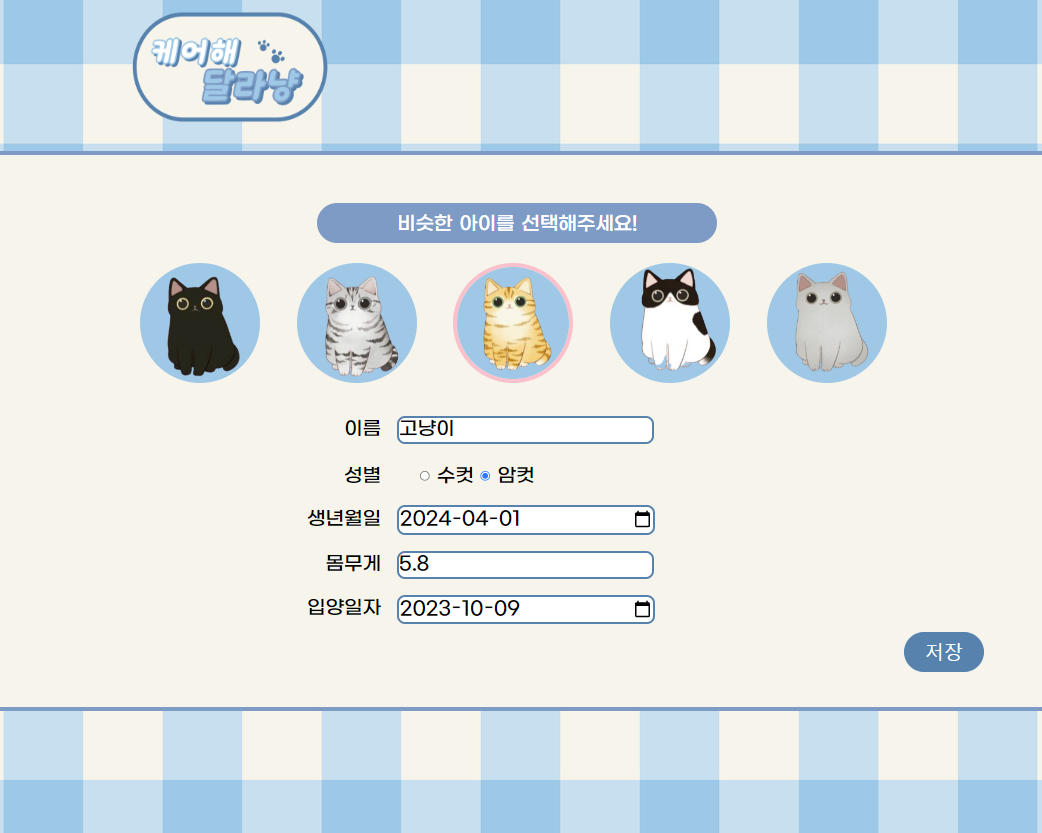 케어해
달라냥
비슷한 아이를 선택해주세요!
이름 고냥이
성별 수컷 암컷
생년월일 2024-04-01
몸무게 5.8
입양일자 2023-10-09
저장